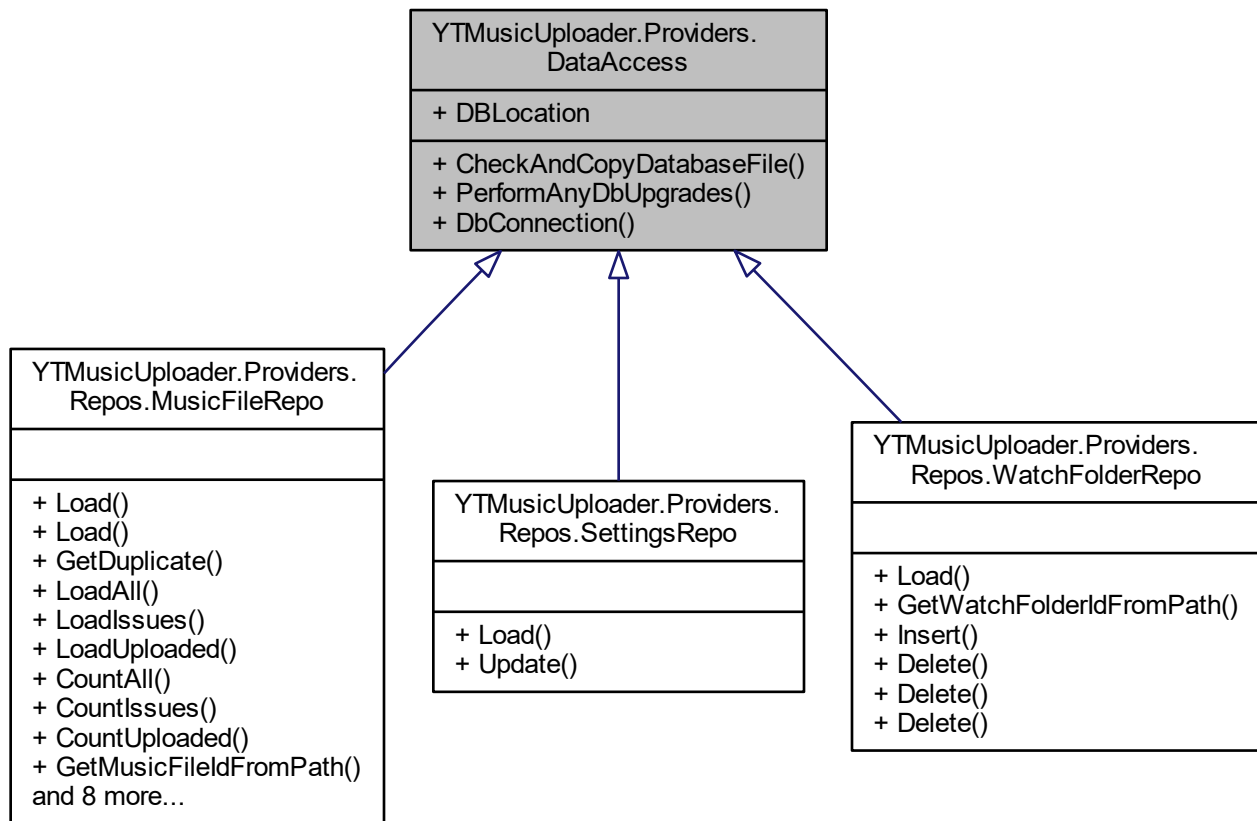 YTMusicUploader.Providers.
DataAccess
+ DBLocation
+ CheckAndCopyDatabaseFile()
+ PerformAnyDbUpgrades()
+ DbConnection()
YTMusicUploader.Providers.
Repos.MusicFileRepo
+ Load()
+ Load()
+ GetDuplicate()
+ LoadAll()
+ LoadIssues()
+ LoadUploaded()
+ CountAll()
+ CountIssues()
+ CountUploaded()
+ GetMusicFileIdFromPath()
and 8 more...
YTMusicUploader.Providers.
Repos.SettingsRepo
+ Load()
+ Update()
YTMusicUploader.Providers.
Repos.WatchFolderRepo
+ Load()
+ GetWatchFolderIdFromPath()
+ Insert()
+ Delete()
+ Delete()
+ Delete()